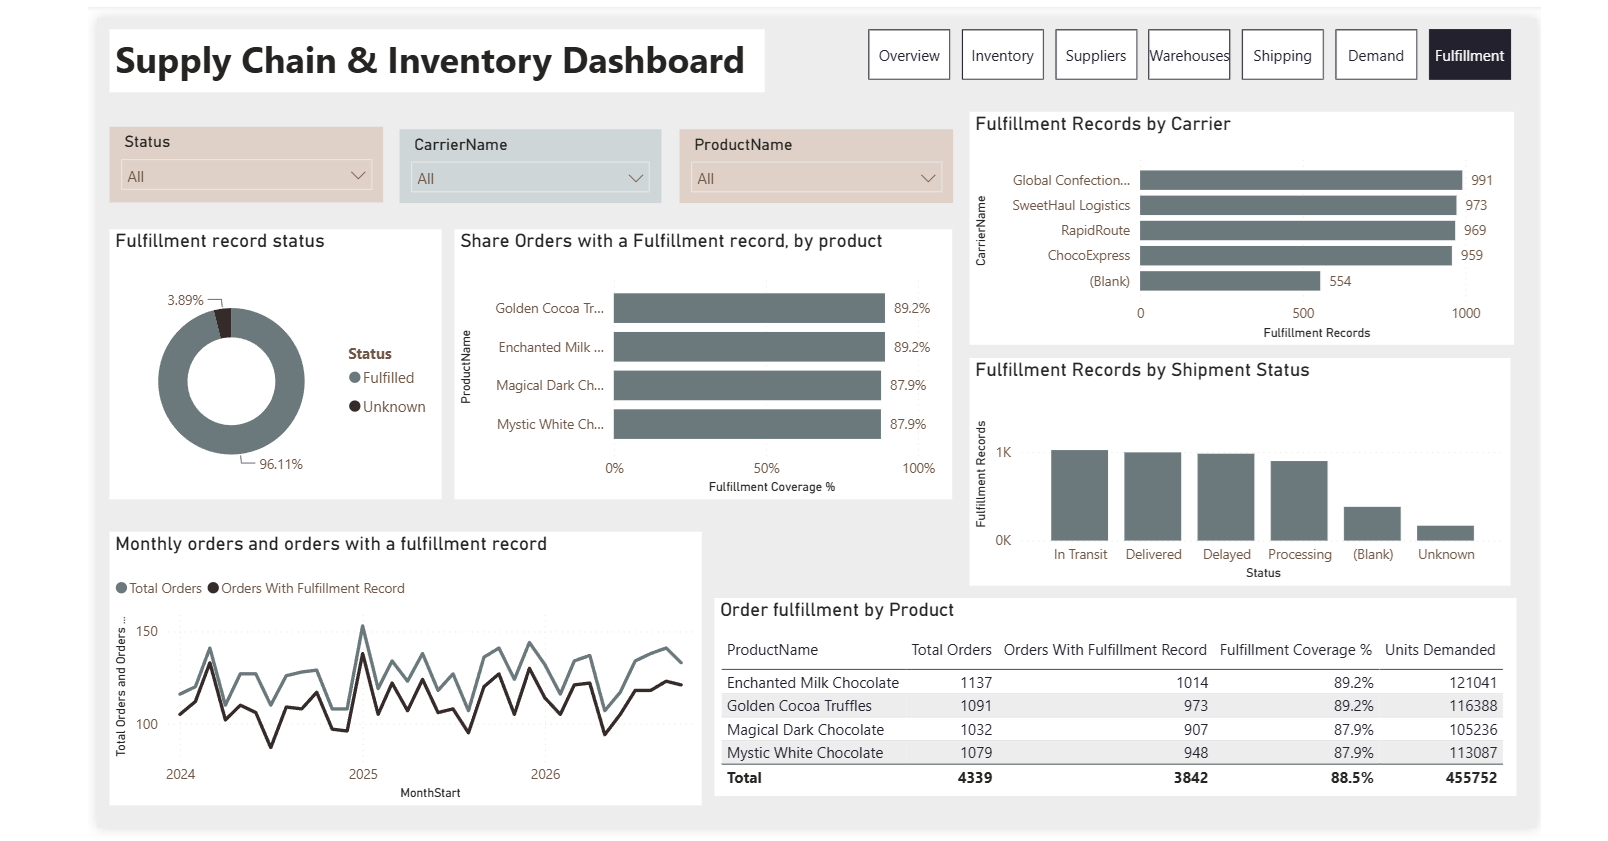 Supply Chain & Inventory Dashboard
Overview
Inventory
Suppliers
Warehouses
Shipping
Demand
Fulfillment
Status
All
CarrierName
All
ProductName
All
Fulfillment Records by Carrier
CarrierName
Global Confection... 991
SweetHaul Logistics 973
RapidRoute 969
ChocoExpress 959
(Blank) 554
0 500 1000
Fulfillment Records
Fulfillment record status
3.89%
96.11%
Status
Fulfilled
Unknown
Share Orders with a Fulfillment record, by product
ProductName
Golden Cocoa Tr... 89.2%
Enchanted Milk ... 89.2%
Magical Dark Ch... 87.9%
Mystic White Ch... 87.9%
0% 50% 100%
Fulfillment Coverage %
Fulfillment Records by Shipment Status
Fulfillment Records
1K
0K
In Transit Delivered Delayed Processing (Blank) Unknown
Status
Monthly orders and orders with a fulfillment record
Total Orders Orders With Fulfillment Record
Total Orders and Orders ...
150
100
2024 2025 2026
MonthStart
Order fulfillment by Product
ProductName Total Orders Orders With Fulfillment Record Fulfillment Coverage % Units Demanded
Enchanted Milk Chocolate 1137 1014 89.2% 121041
Golden Cocoa Truffles 1091 973 89.2% 116388
Magical Dark Chocolate 1032 907 87.9% 105236
Mystic White Chocolate 1079 948 87.9% 113087
Total 4339 3842 88.5% 455752